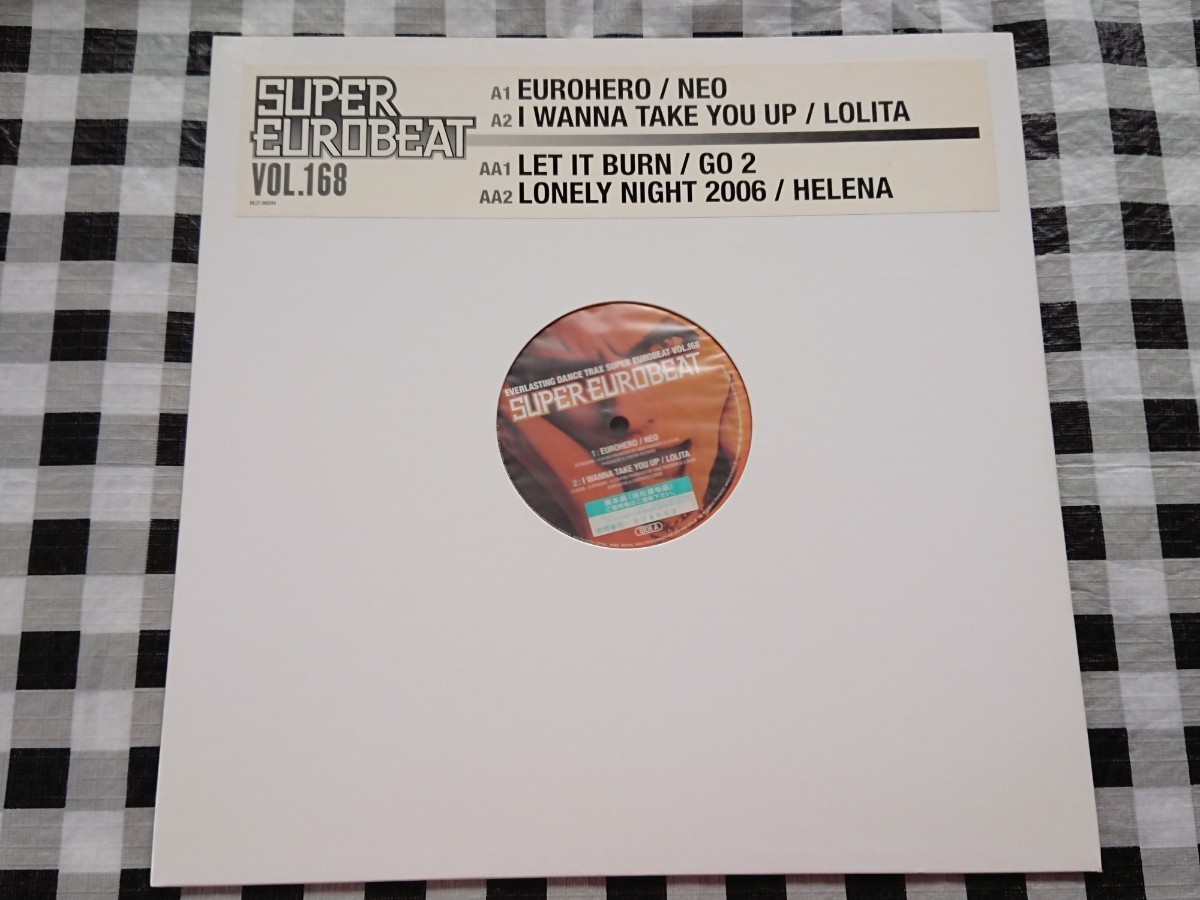 SUPER
EUROBEAT
VOL.168
A1 EUROHERO / NEO
A2 I WANNA TAKE YOU UP / LOLITA
AA1 LET IT BURN / GO 2
AA2 LONELY NIGHT 2006 / HELENA
EVERLASTING DANCE TRAX SUPER EUROBEAT VOL.168
SUPER EUROBEAT
1: EUROHERO / NEO
2: I WANNA TAKE YOU UP / LOLITA
SIDE A